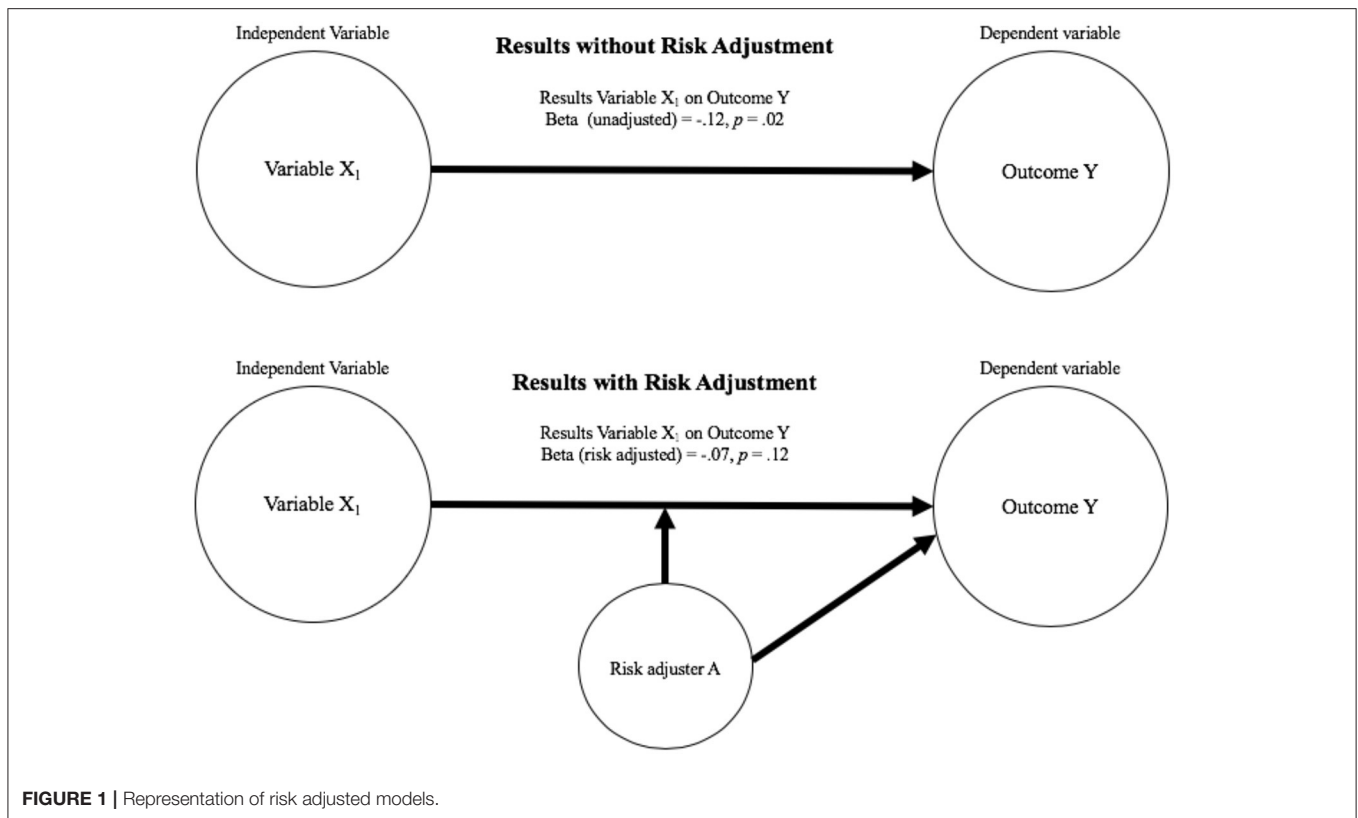 Independent Variable
Results without Risk Adjustment
Dependent variable
Results Variable X₁ on Outcome Y
Beta (unadjusted) = -.12, p = .02
Variable X₁
Outcome Y
Independent Variable
Results with Risk Adjustment
Dependent variable
Results Variable X₁ on Outcome Y
Beta (risk adjusted) = -.07, p = .12
Variable X₁
Outcome Y
Risk adjuster A
FIGURE 1 | Representation of risk adjusted models.